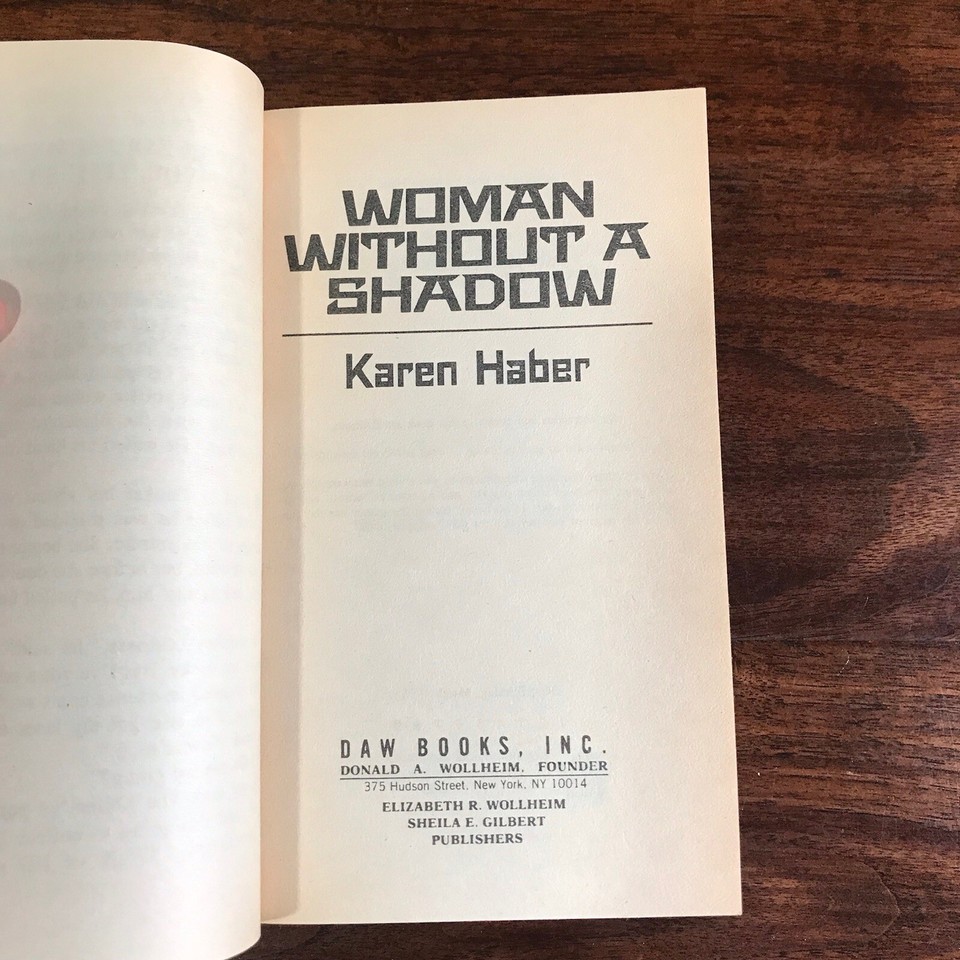 WOMAN
WITHOUT A
SHADOW
Karen Haber
DAW BOOKS, INC.
DONALD A. WOLLHEIM, FOUNDER
375 Hudson Street, New York, NY 10014
ELIZABETH R. WOLLHEIM
SHEILA E. GILBERT
PUBLISHERS